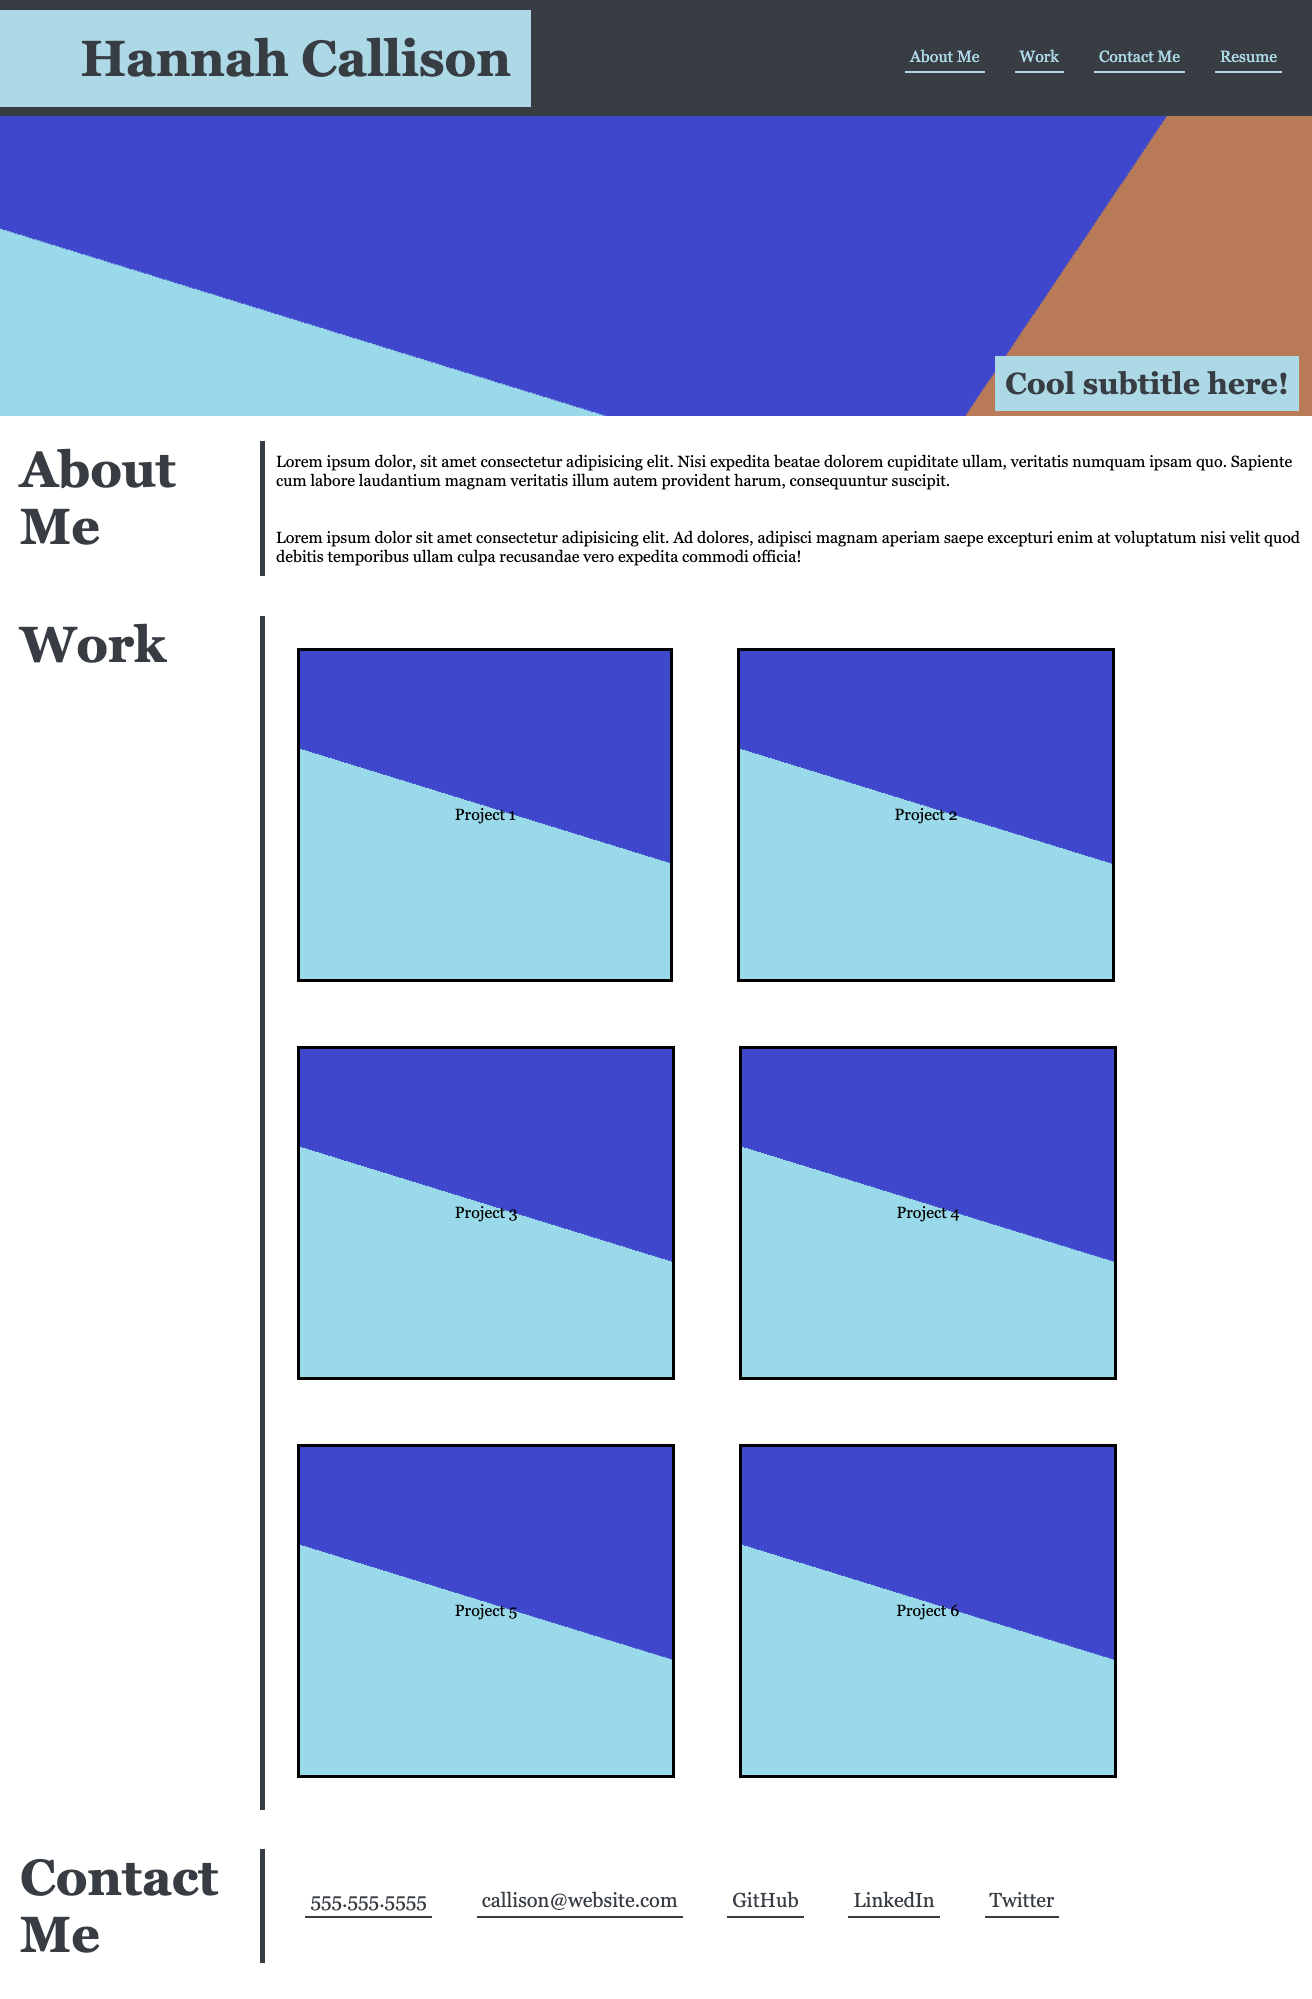 Hannah Callison
About Me Work Contact Me Resume
Cool subtitle here!
About
Me
Lorem ipsum dolor, sit amet consectetur adipisicing elit. Nisi expedita beatae dolorem cupiditate ullam, veritatis numquam ipsam quo. Sapiente
cum labore laudantium magnam veritatis illum autem provident harum, consequuntur suscipit.
Lorem ipsum dolor sit amet consectetur adipisicing elit. Ad dolores, adipisci magnam aperiam saepe excepturi enim at voluptatum nisi velit quod
debitis temporibus ullam culpa recusandae vero expedita commodi officia!
Work
Project 1
Project 2
Project 3
Project 4
Project 5
Project 6
Contact
Me
555.555.5555 callison@website.com GitHub LinkedIn Twitter